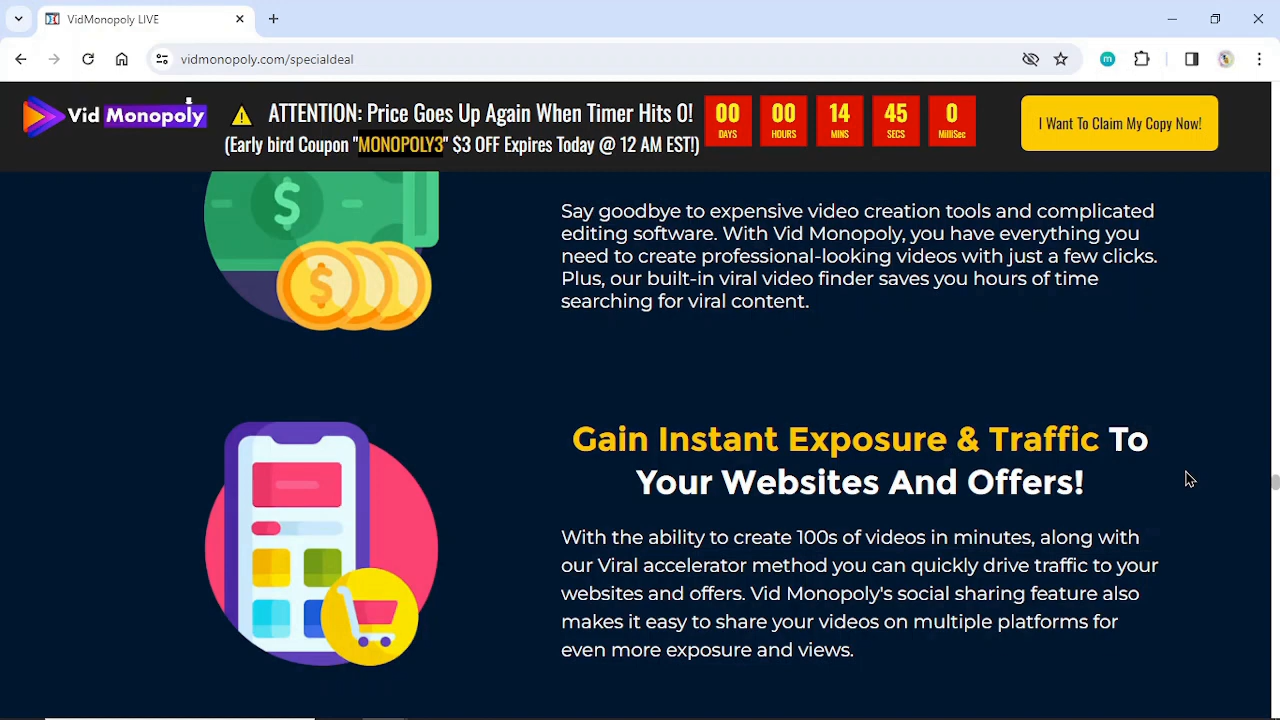 VidMonopoly LIVE
vidmonopoly.com/specialdeal
m
Vid Monopoly
ATTENTION: Price Goes Up Again When Timer Hits 0!
(Early bird Coupon "MONOPOLY3" $3 OFF Expires Today @ 12 AM EST!)
00 00 14 45 0
DAYS HOURS MINS SECS MilliSec
I Want To Claim My Copy Now!
$
$
Say goodbye to expensive video creation tools and complicated
editing software. With Vid Monopoly, you have everything you
need to create professional-looking videos with just a few clicks.
Plus, our built-in viral video finder saves you hours of time
searching for viral content.
Gain Instant Exposure & Traffic To
Your Websites And Offers!
With the ability to create 100s of videos in minutes, along with
our Viral accelerator method you can quickly drive traffic to your
websites and offers. Vid Monopoly's social sharing feature also
makes it easy to share your videos on multiple platforms for
even more exposure and views.